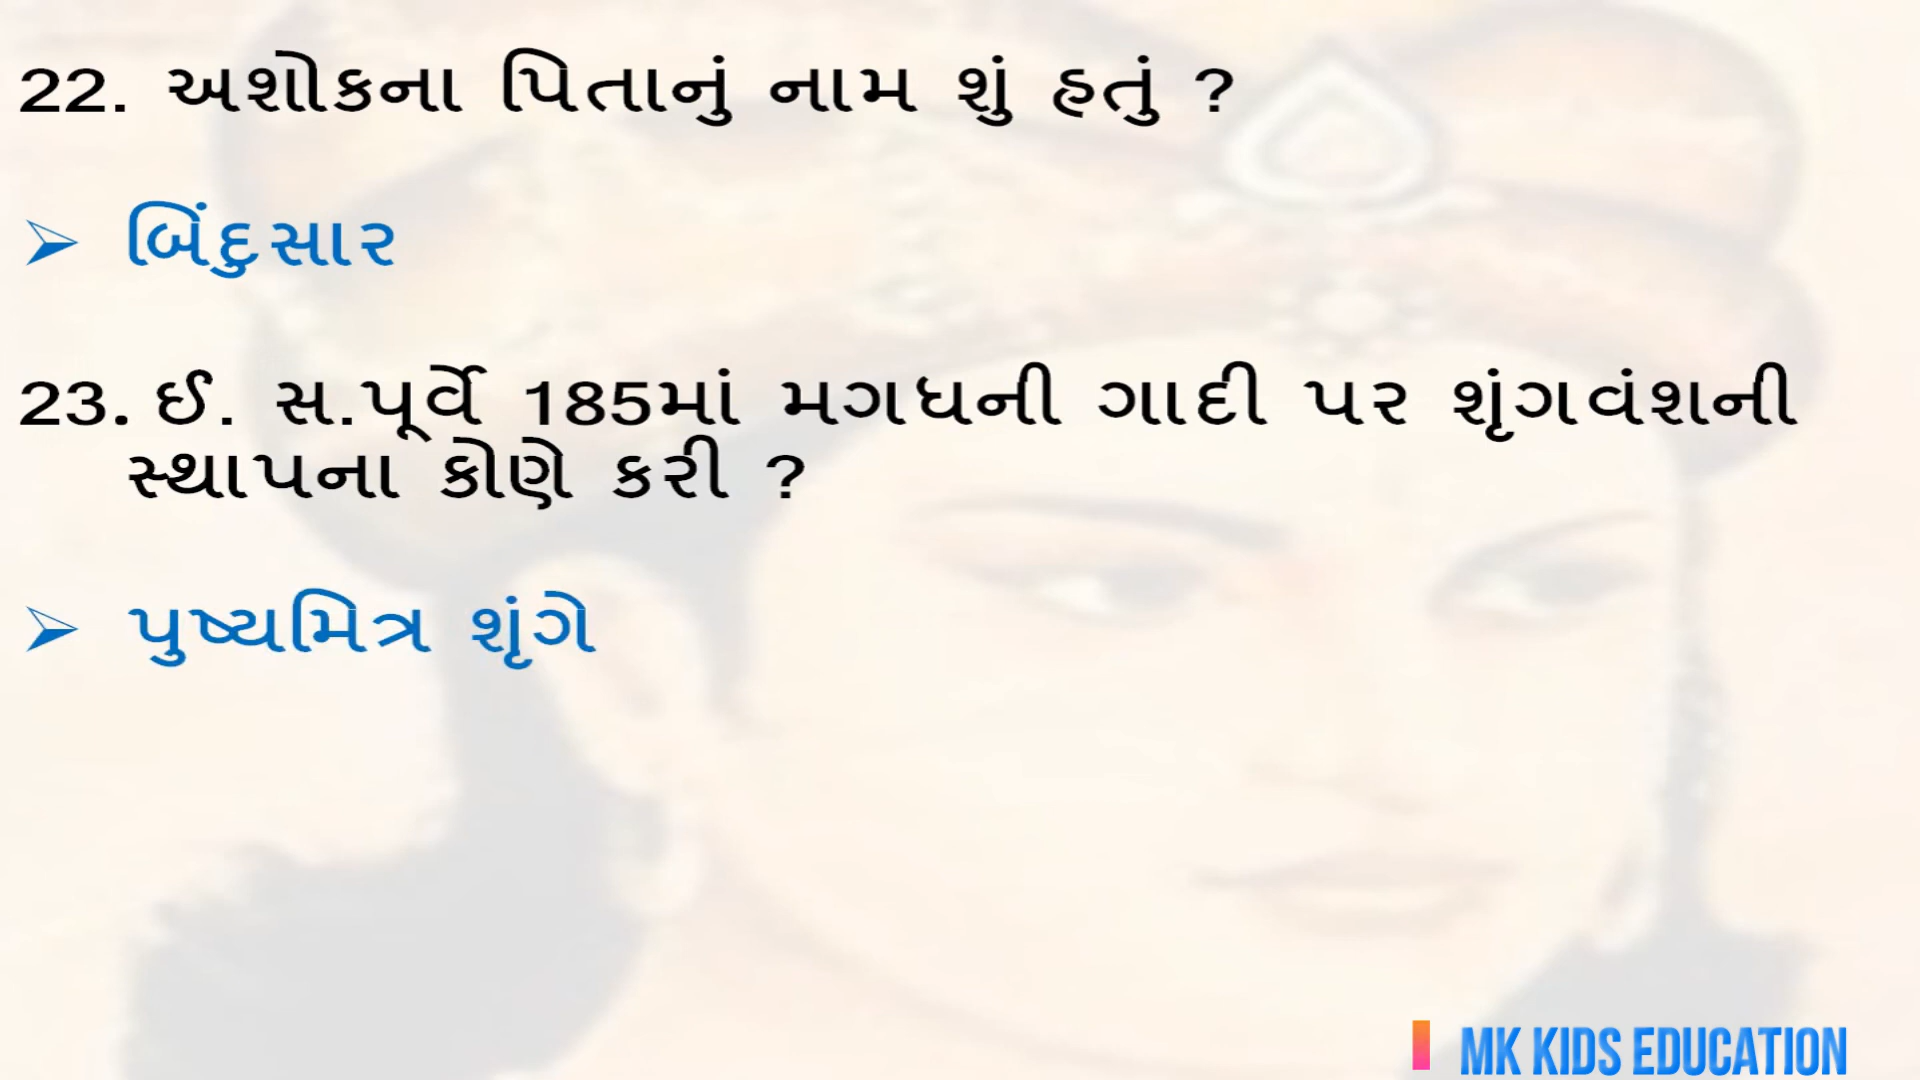 22. અશોકના પિતાનું નામ શું હતું ?
➢ બિંદુસાર
23. ઈ. સ.પૂર્વે 185માં મગધની ગાદી પર શૃંગવંશની
સ્થાપના કોણે કરી ?
➢ પુષ્યમિત્ર શૃંગે
MK KIDS EDUCATION